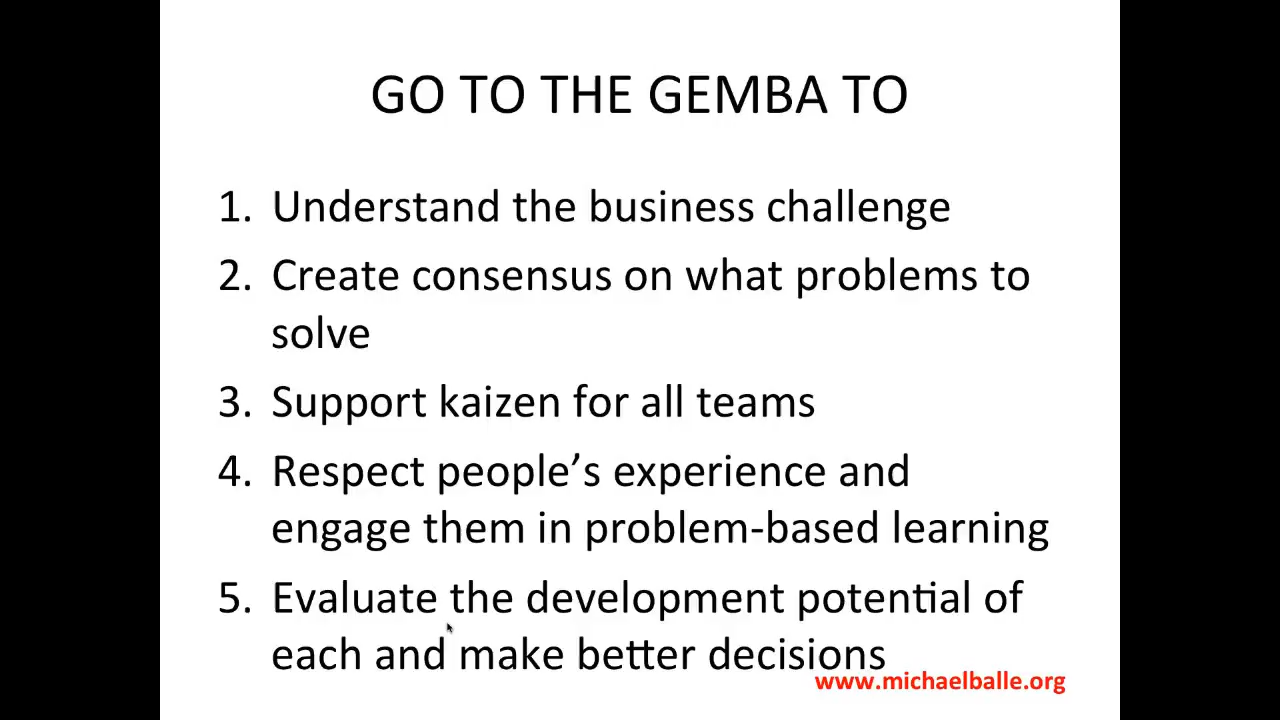 GO TO THE GEMBA TO
1. Understand the business challenge
2. Create consensus on what problems to
solve
3. Support kaizen for all teams
4. Respect people’s experience and
engage them in problem-based learning
5. Evaluate the development potential of
each and make better decisions
www.michaelballe.org